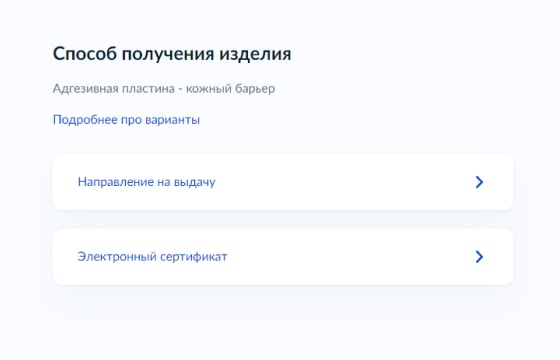 Способ получения изделия
Адгезивная пластина - кожный барьер
Подробнее про варианты
Направление на выдачу
Электронный сертификат